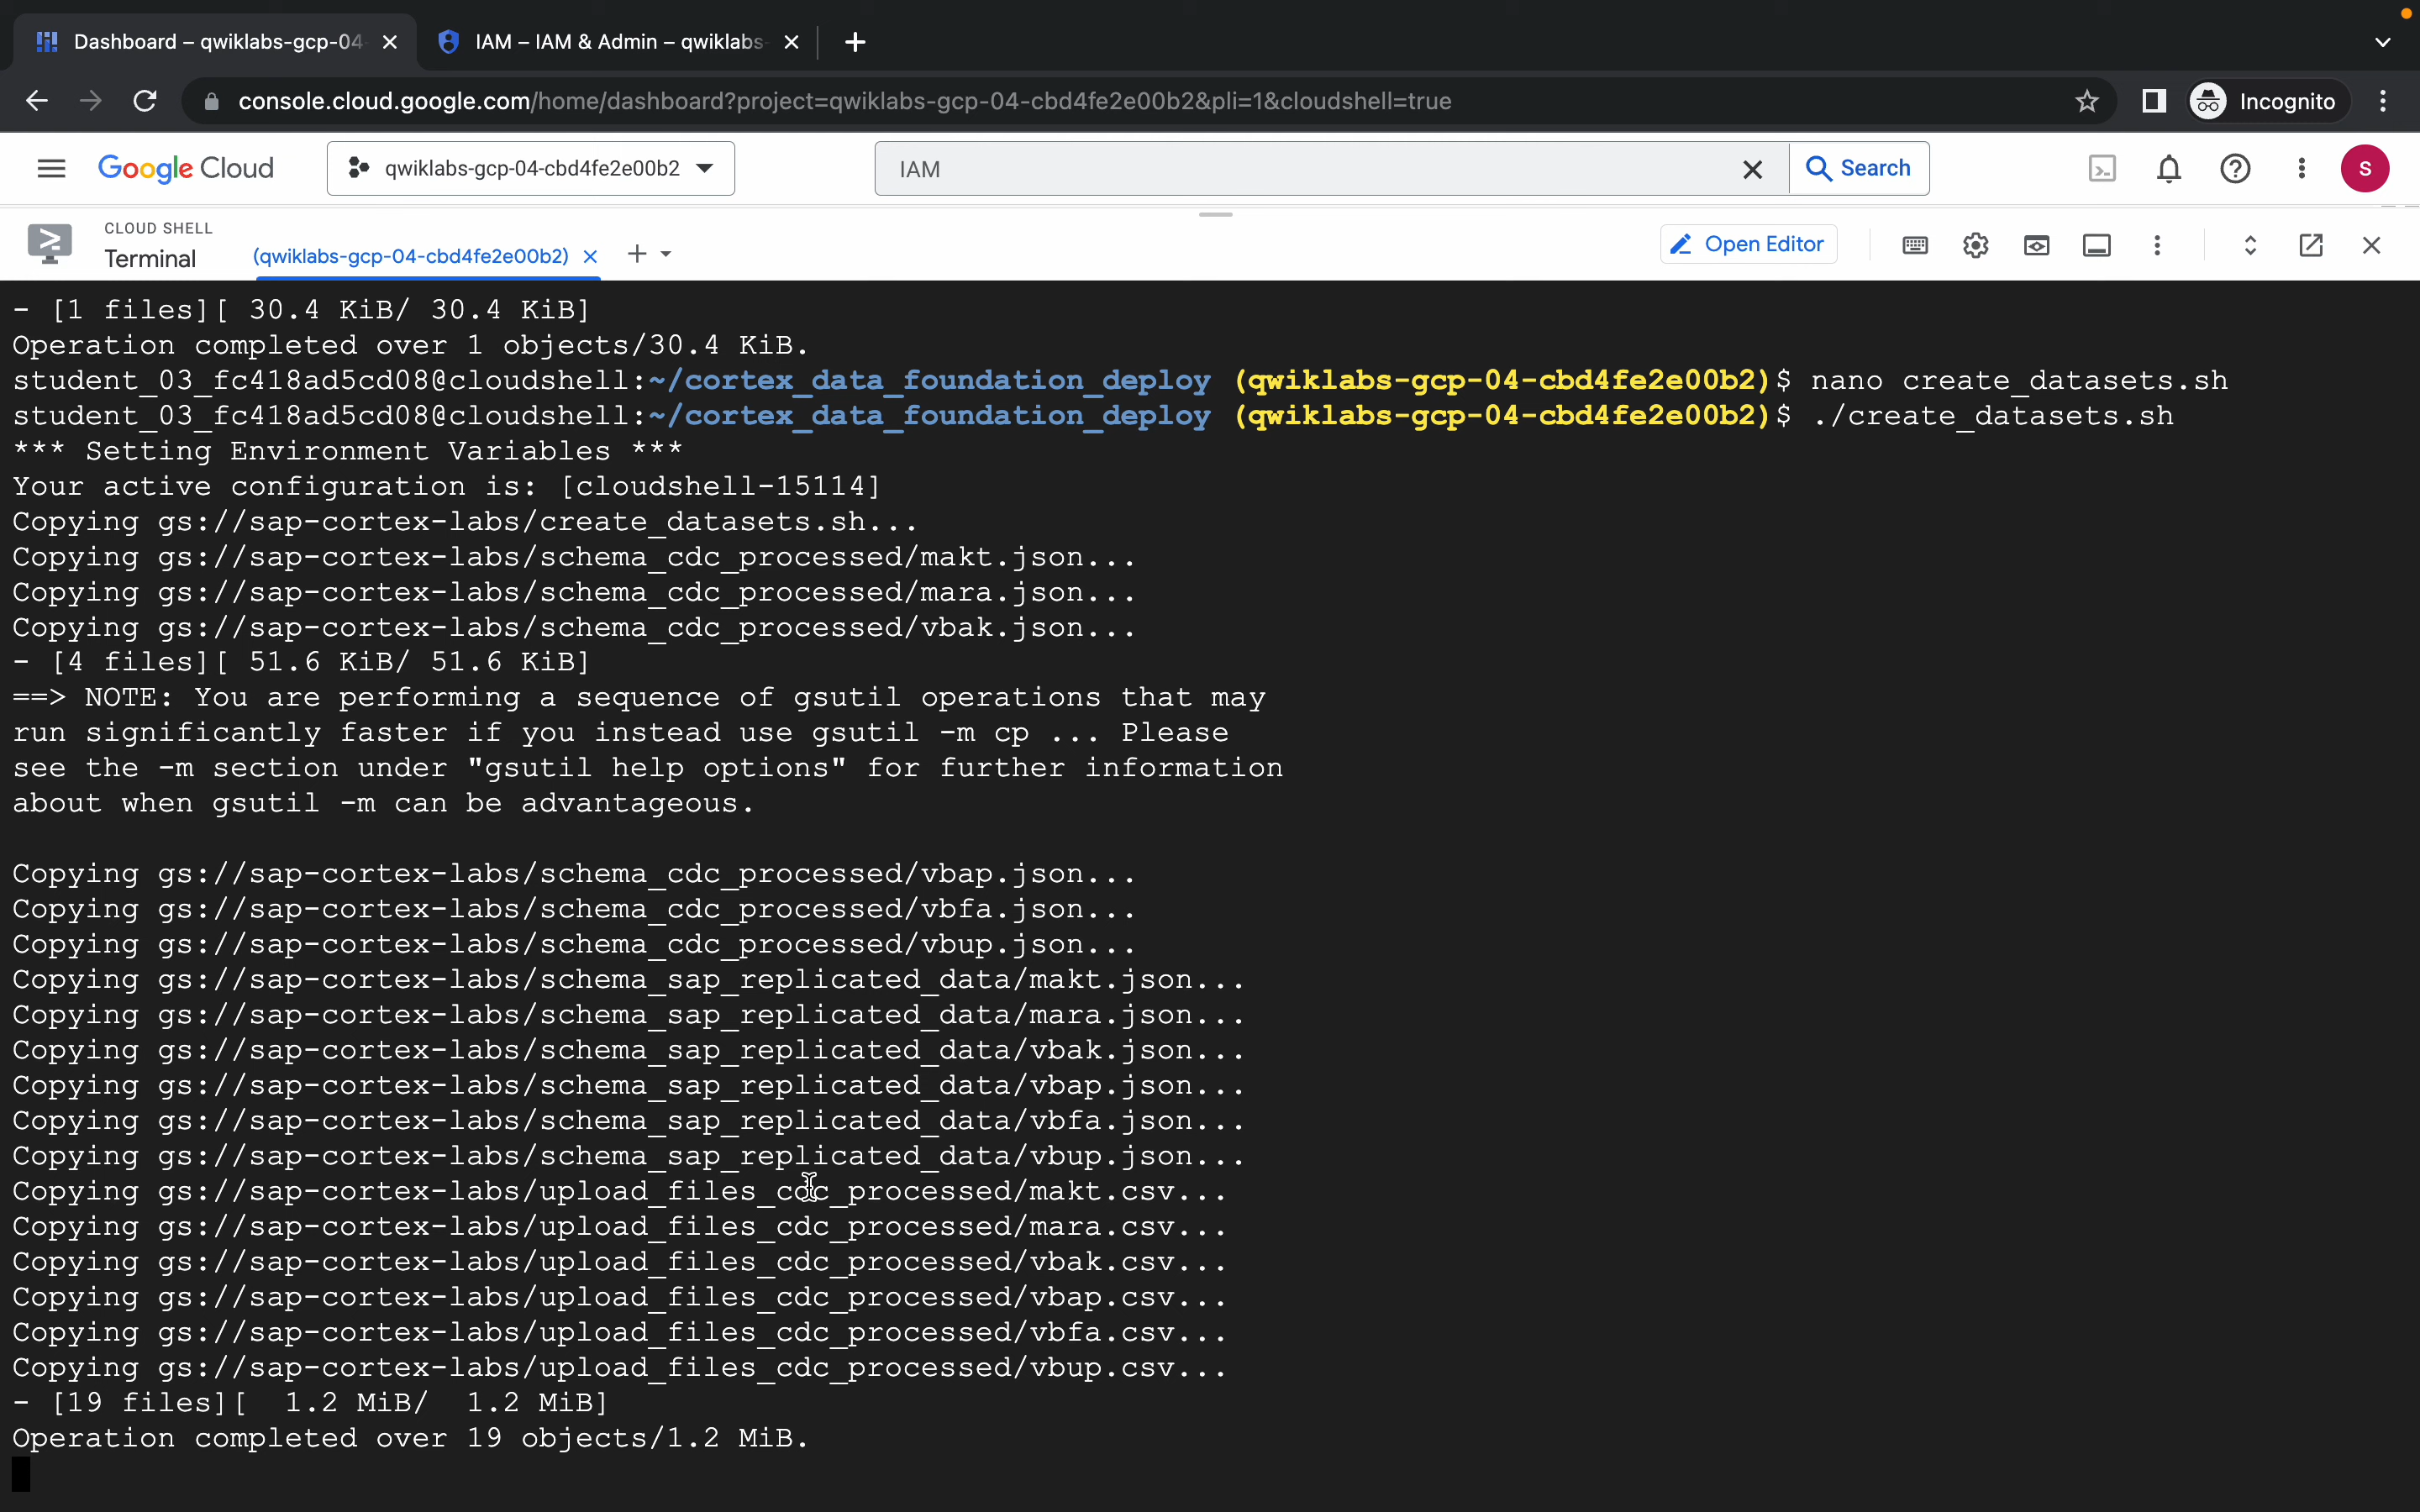 Dashboard – qwiklabs-gcp-04
IAM – IAM & Admin – qwiklabs-
console.cloud.google.com/home/dashboard?project=qwiklabs-gcp-04-cbd4fe2e00b2&pli=1&cloudshell=true
Incognito
Google Cloud
qwiklabs-gcp-04-cbd4fe2e00b2
IAM
Search
S
CLOUD SHELL
Terminal
(qwiklabs-gcp-04-cbd4fe2e00b2)
Open Editor
- [1 files][ 30.4 KiB/ 30.4 KiB]
Operation completed over 1 objects/30.4 KiB.
student_03_fc418ad5cd08@cloudshell:~/cortex_data_foundation_deploy (qwiklabs-gcp-04-cbd4fe2e00b2)$ nano create_datasets.sh
student_03_fc418ad5cd08@cloudshell:~/cortex_data_foundation_deploy (qwiklabs-gcp-04-cbd4fe2e00b2)$ ./create_datasets.sh
*** Setting Environment Variables ***
Your active configuration is: [cloudshell-15114]
Copying gs://sap-cortex-labs/create_datasets.sh...
Copying gs://sap-cortex-labs/schema_cdc_processed/makt.json...
Copying gs://sap-cortex-labs/schema_cdc_processed/mara.json...
Copying gs://sap-cortex-labs/schema_cdc_processed/vbak.json...
- [4 files][ 51.6 KiB/ 51.6 KiB]
==> NOTE: You are performing a sequence of gsutil operations that may
run significantly faster if you instead use gsutil -m cp ... Please
see the -m section under "gsutil help options" for further information
about when gsutil -m can be advantageous.
Copying gs://sap-cortex-labs/schema_cdc_processed/vbap.json...
Copying gs://sap-cortex-labs/schema_cdc_processed/vbfa.json...
Copying gs://sap-cortex-labs/schema_cdc_processed/vbup.json...
Copying gs://sap-cortex-labs/schema_sap_replicated_data/makt.json...
Copying gs://sap-cortex-labs/schema_sap_replicated_data/mara.json...
Copying gs://sap-cortex-labs/schema_sap_replicated_data/vbak.json...
Copying gs://sap-cortex-labs/schema_sap_replicated_data/vbap.json...
Copying gs://sap-cortex-labs/schema_sap_replicated_data/vbfa.json...
Copying gs://sap-cortex-labs/schema_sap_replicated_data/vbup.json...
Copying gs://sap-cortex-labs/upload_files_cdc_processed/makt.csv...
Copying gs://sap-cortex-labs/upload_files_cdc_processed/mara.csv...
Copying gs://sap-cortex-labs/upload_files_cdc_processed/vbak.csv...
Copying gs://sap-cortex-labs/upload_files_cdc_processed/vbap.csv...
Copying gs://sap-cortex-labs/upload_files_cdc_processed/vbfa.csv...
Copying gs://sap-cortex-labs/upload_files_cdc_processed/vbup.csv...
- [19 files][  1.2 MiB/  1.2 MiB]
Operation completed over 19 objects/1.2 MiB.